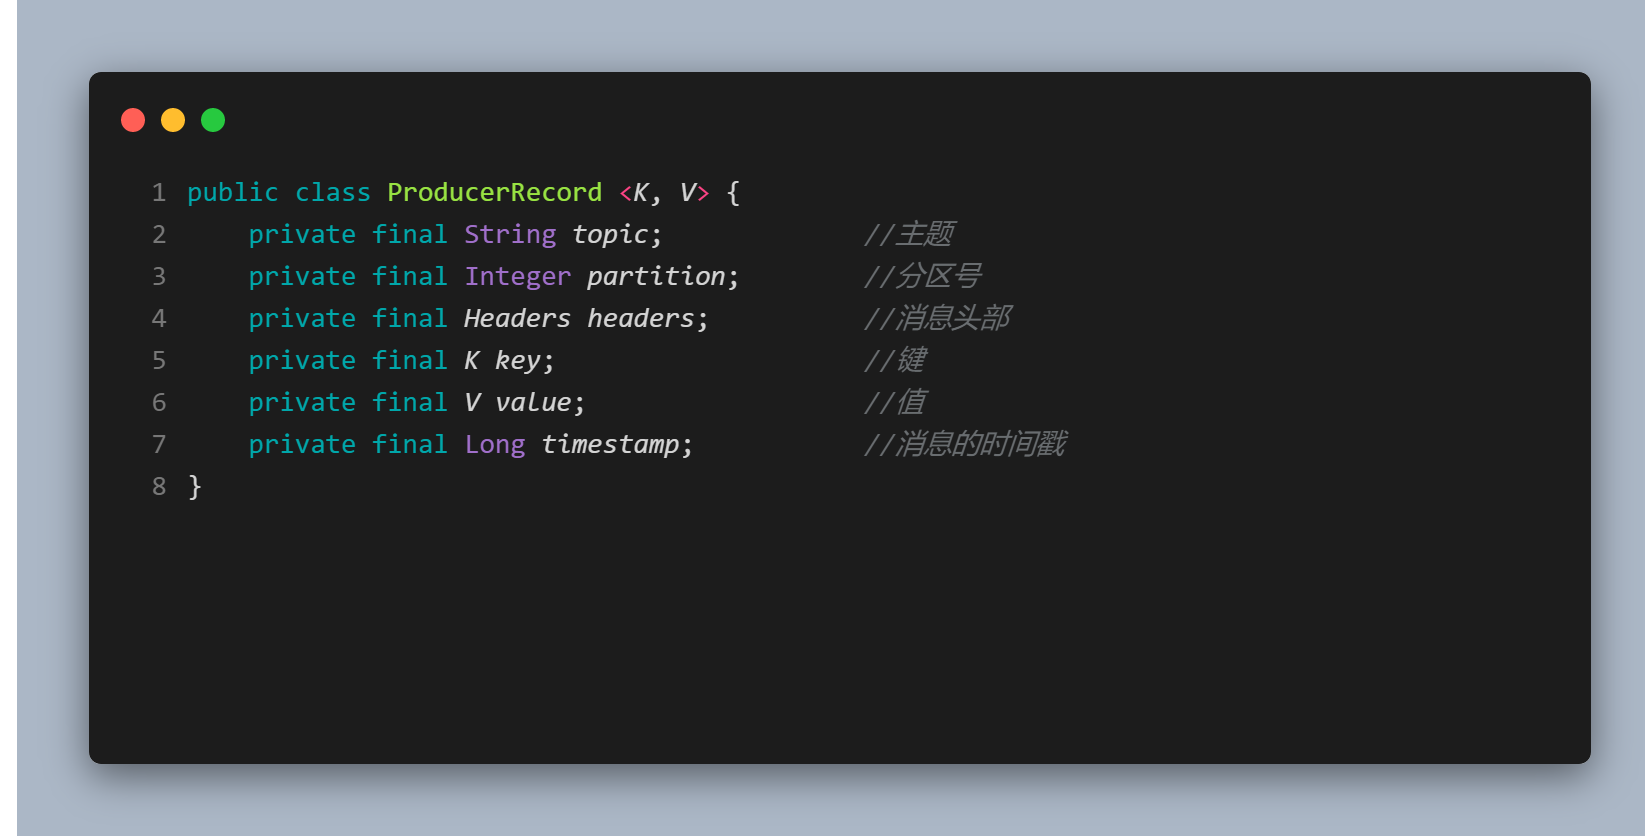 1 public class ProducerRecord <K, V> {
2     private final String topic;             //主题
3     private final Integer partition;        //分区号
4     private final Headers headers;          //消息头部
5     private final K key;                    //键
6     private final V value;                  //值
7     private final Long timestamp;           //消息的时间戳
8 }